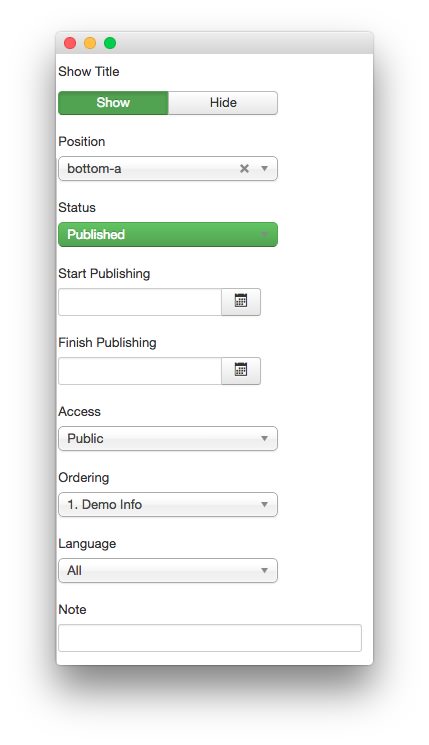 Show Title
Show Hide
Position
bottom-a
Status
Published
Start Publishing
Finish Publishing
Access
Public
Ordering
1. Demo Info
Language
All
Note